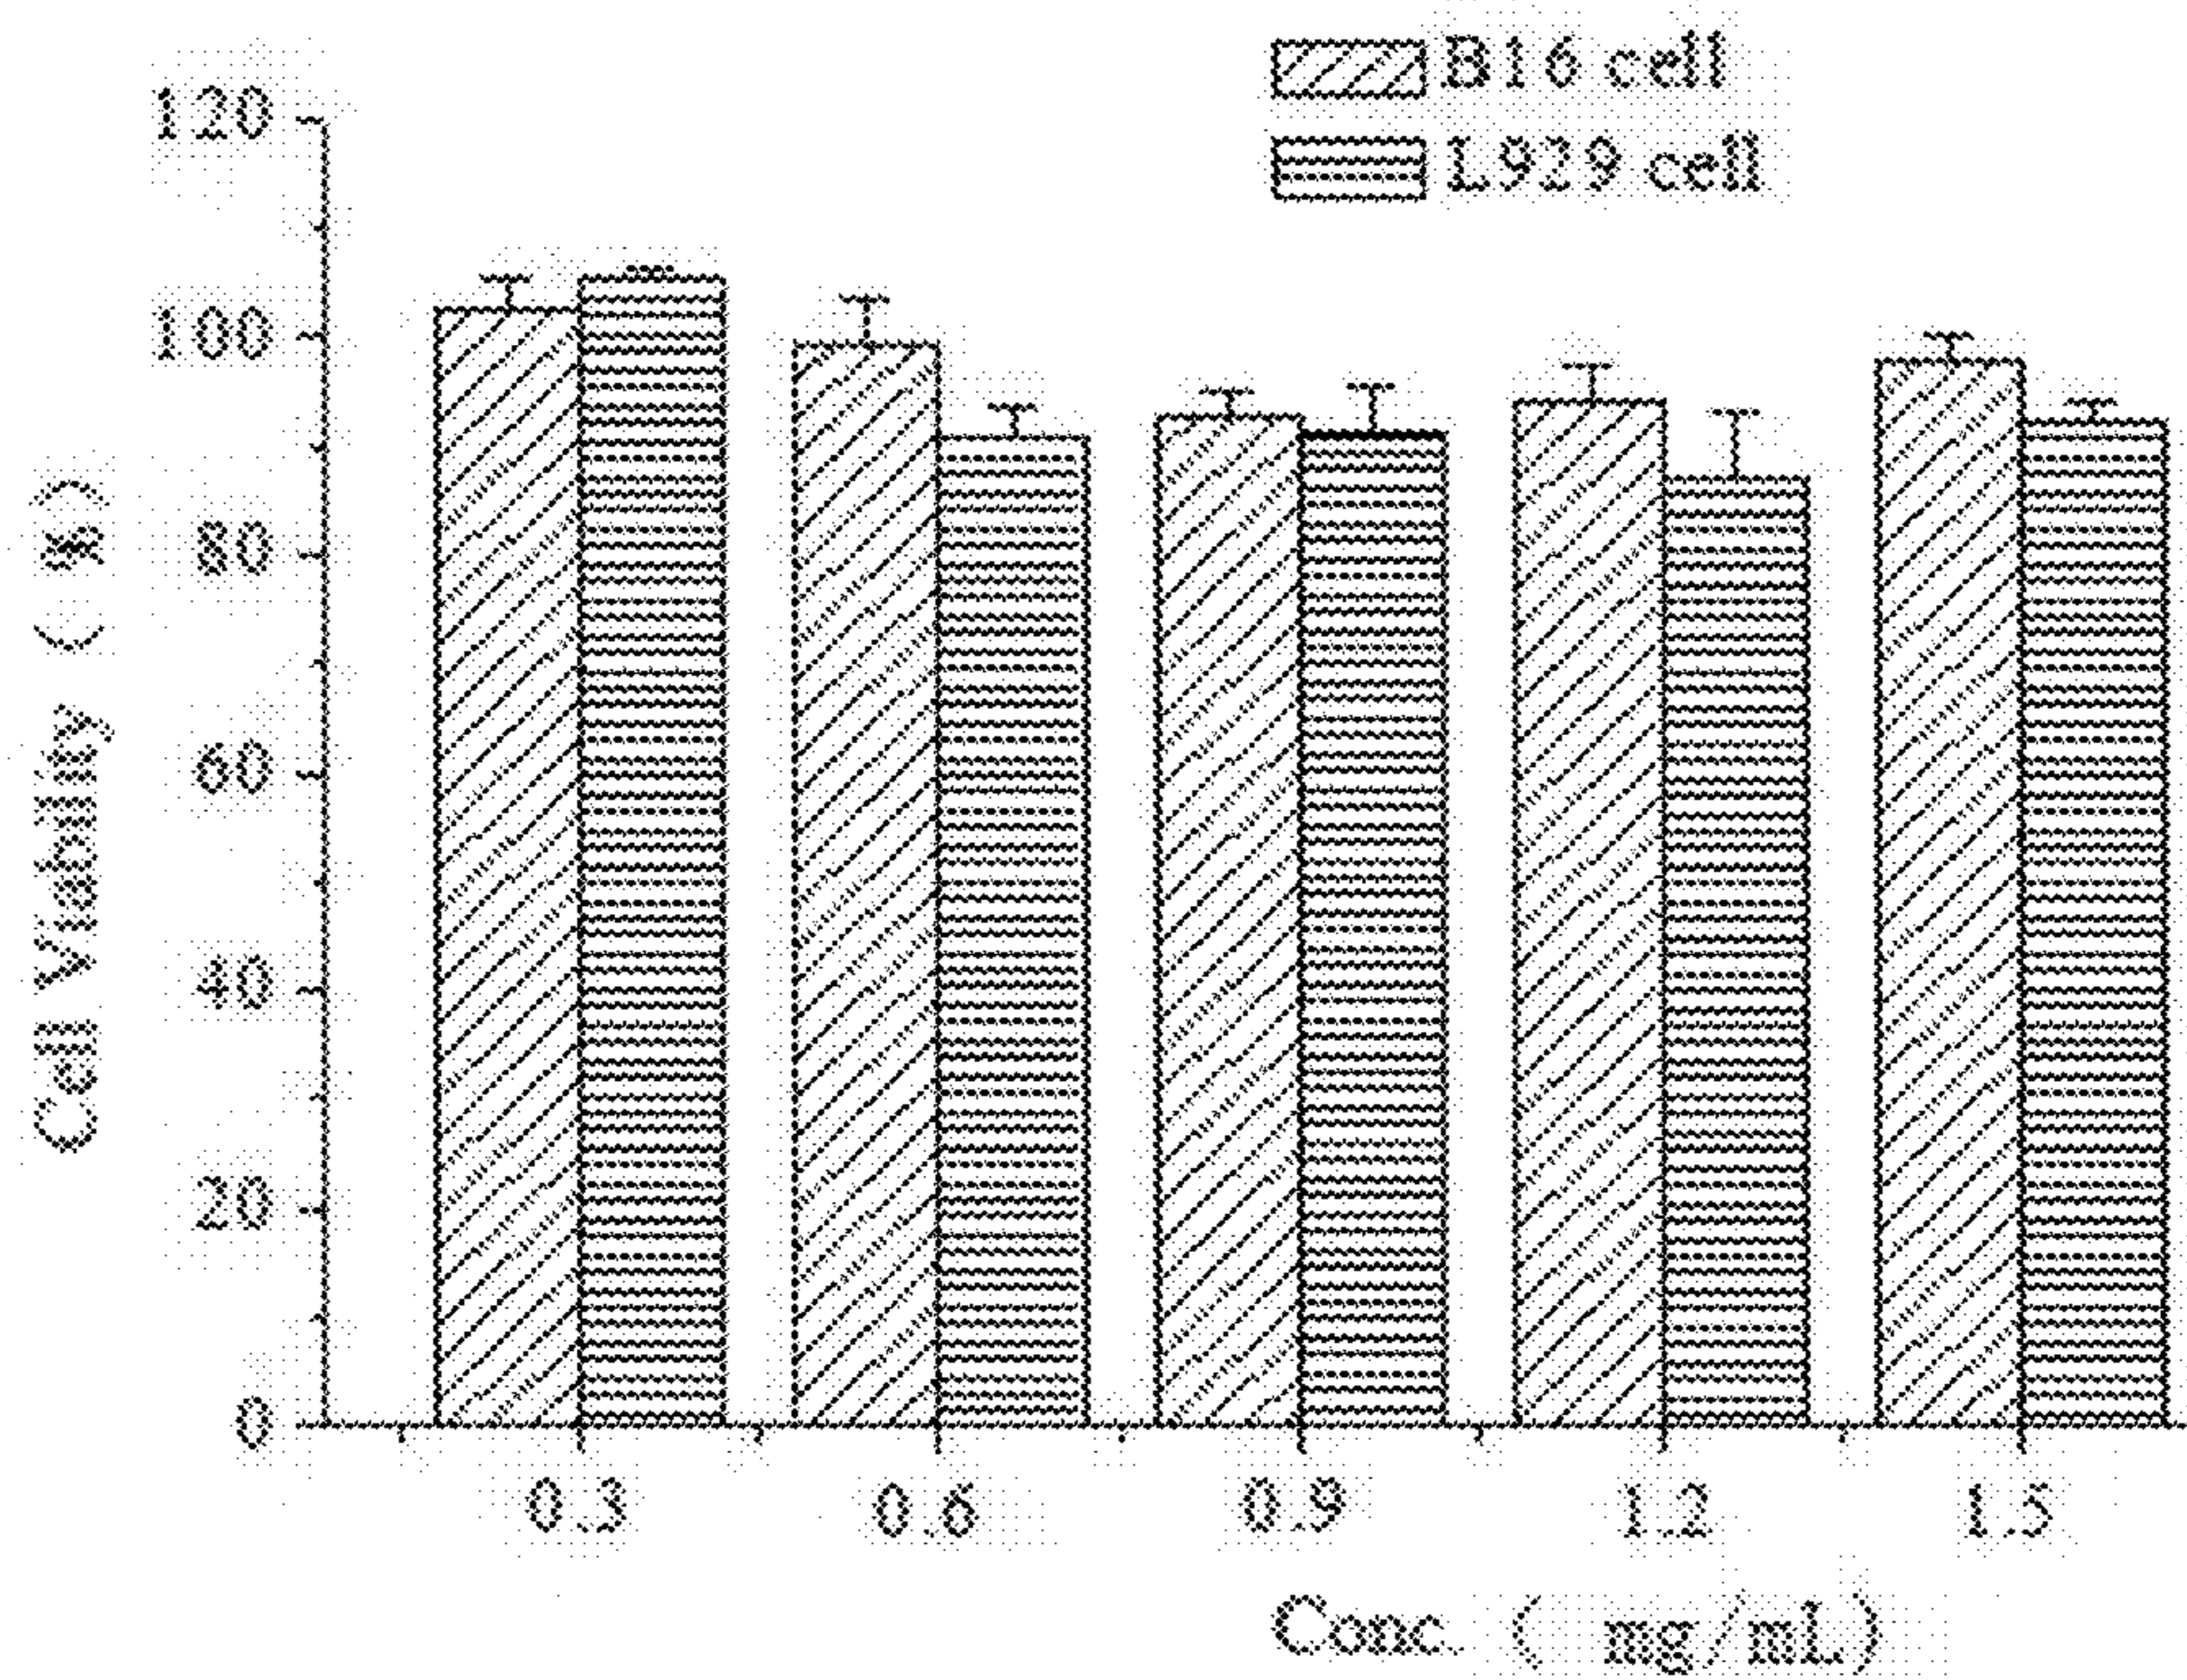 B16 cell
L929 cell
120
100
80
60
40
20
0
Cell Viability ( %)
0.3 0.6 0.9 1.2 1.5
Conc. ( mg/mL)